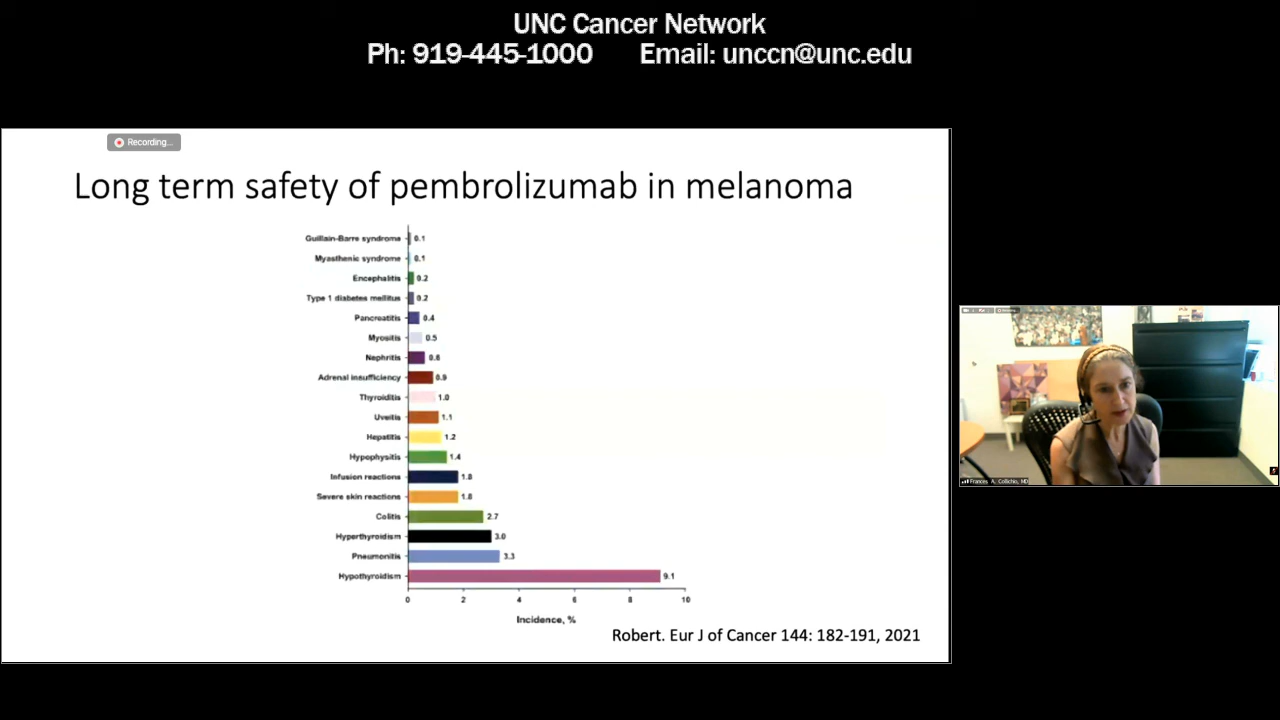 UNC Cancer Network
Ph: 919-445-1000 Email: unccn@unc.edu
Recording...
Long term safety of pembrolizumab in melanoma
Guillain-Barre syndrome 0.1
Myasthenic syndrome 0.1
Encephalitis 0.2
Type 1 diabetes mellitus 0.2
Pancreatitis 0.4
Myositis 0.5
Nephritis 0.6
Adrenal insufficiency 0.9
Thyroiditis 1.0
Uveitis 1.1
Hepatitis 1.2
Hypophysitis 1.4
Infusion reactions 1.8
Severe skin reactions 1.8
Colitis 2.7
Hyperthyroidism 3.0
Pneumonitis 3.3
Hypothyroidism 9.1
0 2 4 6 8 10
Incidence, %
Robert. Eur J of Cancer 144: 182-191, 2021
Frances A. Collichio, MD